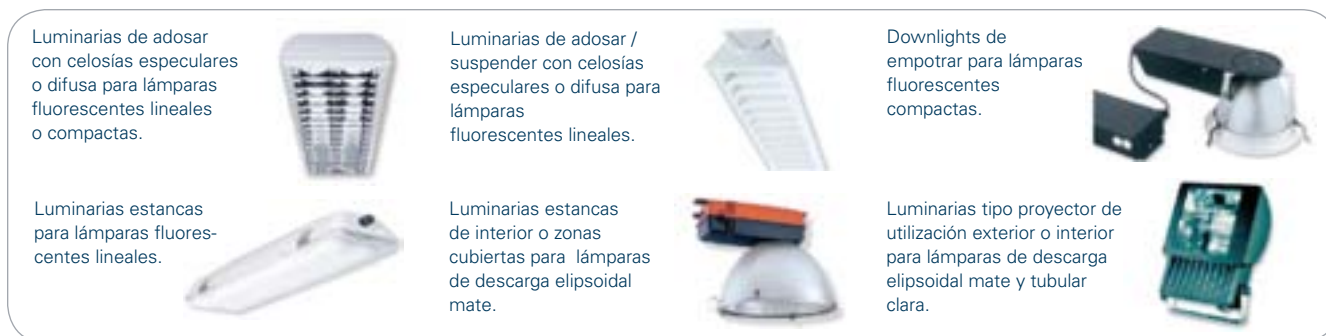 Luminarias de adosar
con celosías especulares
o difusa para lámparas
fluorescentes lineales
o compactas.
Luminarias de adosar /
suspender con celosías
especulares o difusa para
lámparas
fluorescentes lineales.
Downlights de
empotrar para lámparas
fluorescentes
compactas.
Luminarias estancas
para lámparas fluores-
centes lineales.
Luminarias estancas
de interior o zonas
cubiertas para lámparas
de descarga elipsoidal
mate.
Luminarias tipo proyector de
utilización exterior o interior
para lámparas de descarga
elipsoidal mate y tubular
clara.